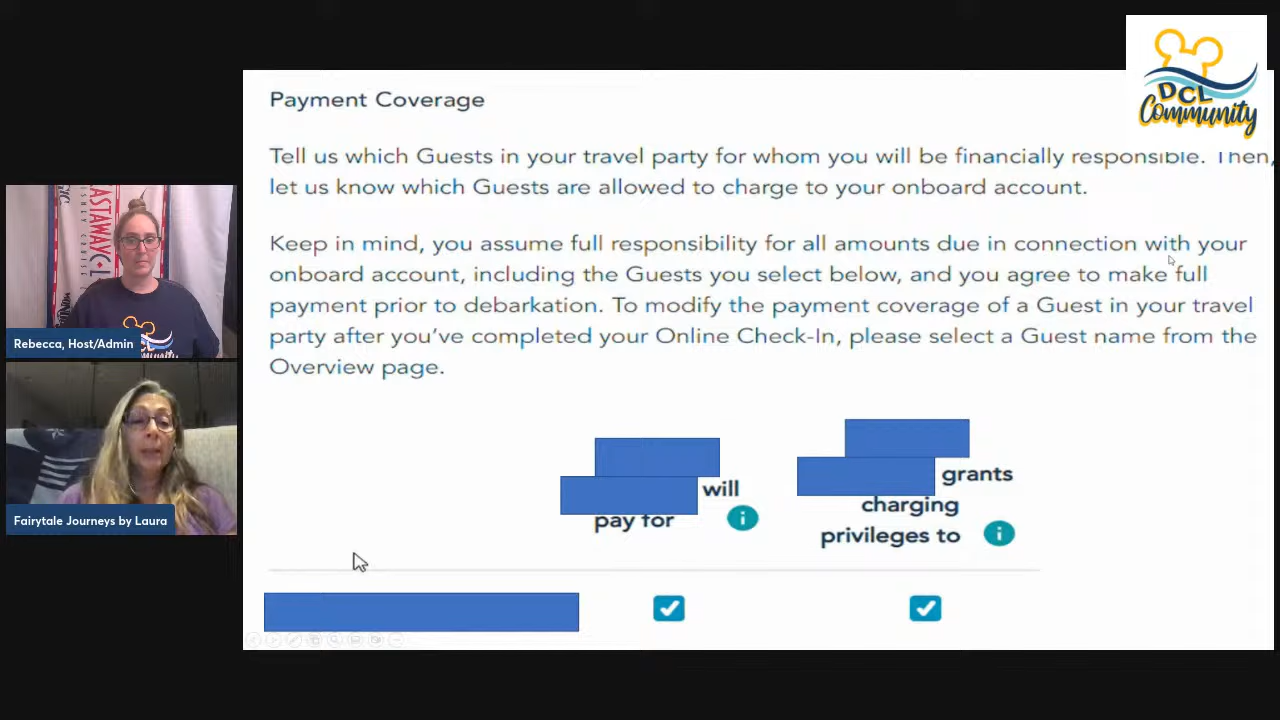 DCL
Community
Payment Coverage
Tell us which Guests in your travel party for whom you will be financially responsible. Then,
let us know which Guests are allowed to charge to your onboard account.
Keep in mind, you assume full responsibility for all amounts due in connection with your
onboard account, including the Guests you select below, and you agree to make full
payment prior to debarkation. To modify the payment coverage of a Guest in your travel
party after you've completed your Online Check-In, please select a Guest name from the
Overview page.
will
pay for
grants
charging
privileges to
Rebecca, Host/Admin
Fairytale Journeys by Laura